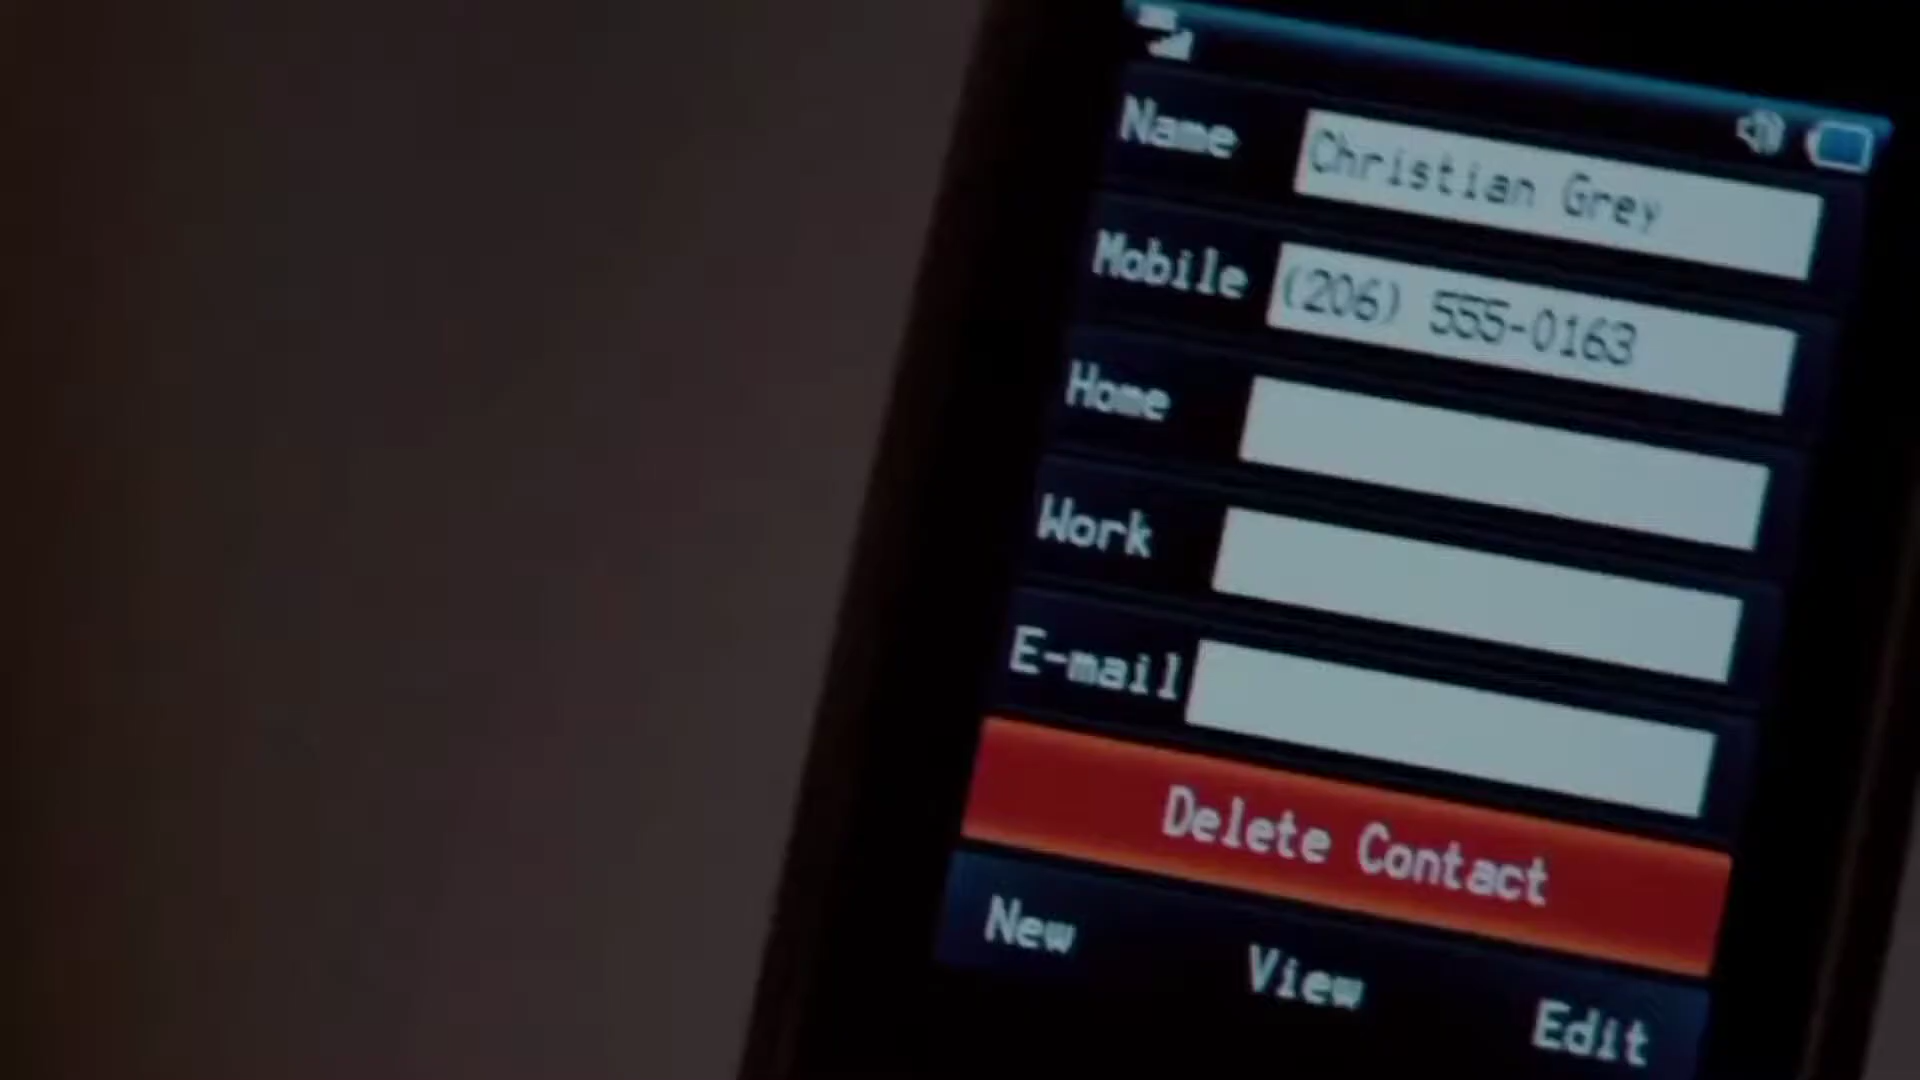 Name Christian Grey
Mobile (206) 555-0163
Home
Work
E-mail
Delete Contact
New View Edit